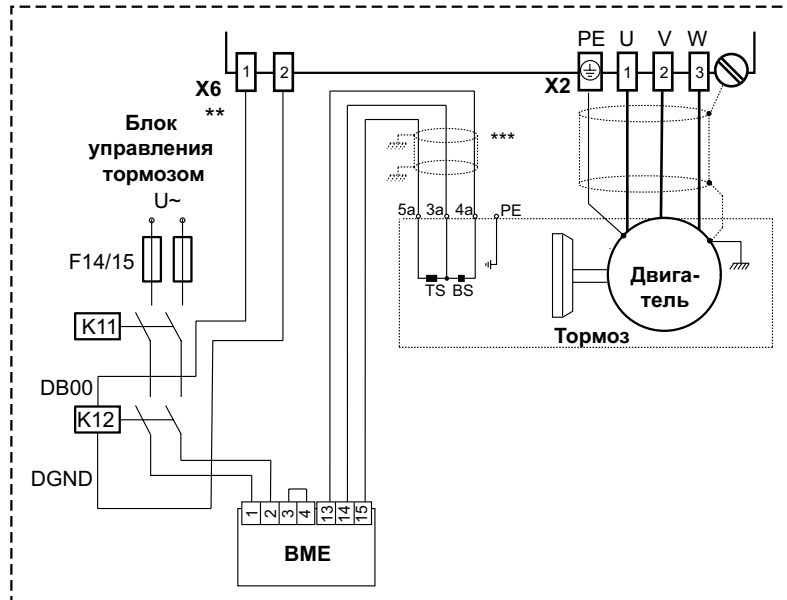 PE U V W
1 2 1 2 3
X6 X2
**
Блок
управления
тормозом
U~
***
5a 3a 4a PE
F14/15
TS BS
Двига-
тель
Тормоз
K11
DB00
K12
DGND
1 2 3 4 13 14 15
BME